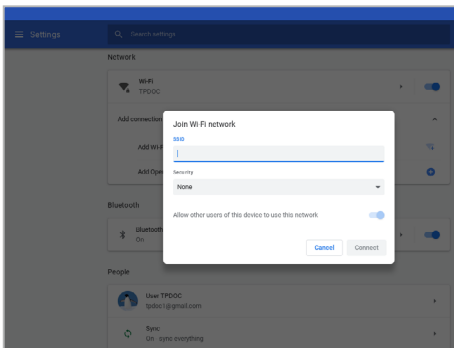 Settings
Search settings
Network
Wi-Fi
TPDOC
Add connection
Add Wi-F
Add Ope
Join Wi-Fi network
SSID
Security
None
Allow other users of this device to use this network
Cancel
Connect
Bluetooth
Bluetooth
On
People
User TPDOC
tpdoc1@gmail.com
Sync
On - sync everything